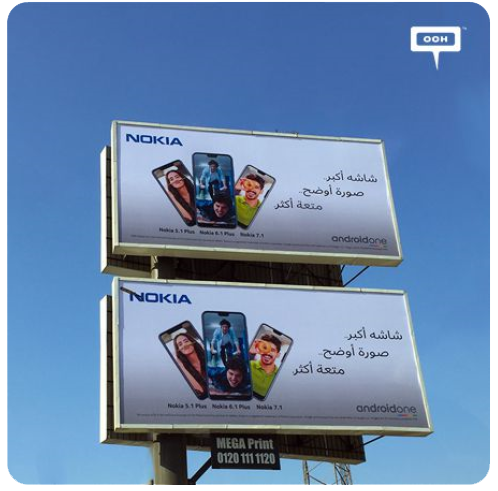 OOH
NOKIA
شاشه أكبر..
صورة أوضح..
متعة أكثر
Nokia 5.1 Plus Nokia 6.1 Plus Nokia 7.1
androidone
NOKIA
شاشه أكبر..
صورة أوضح..
متعة أكثر
Nokia 5.1 Plus Nokia 6.1 Plus Nokia 7.1
androidone
MEGA Print
0120 111 1120